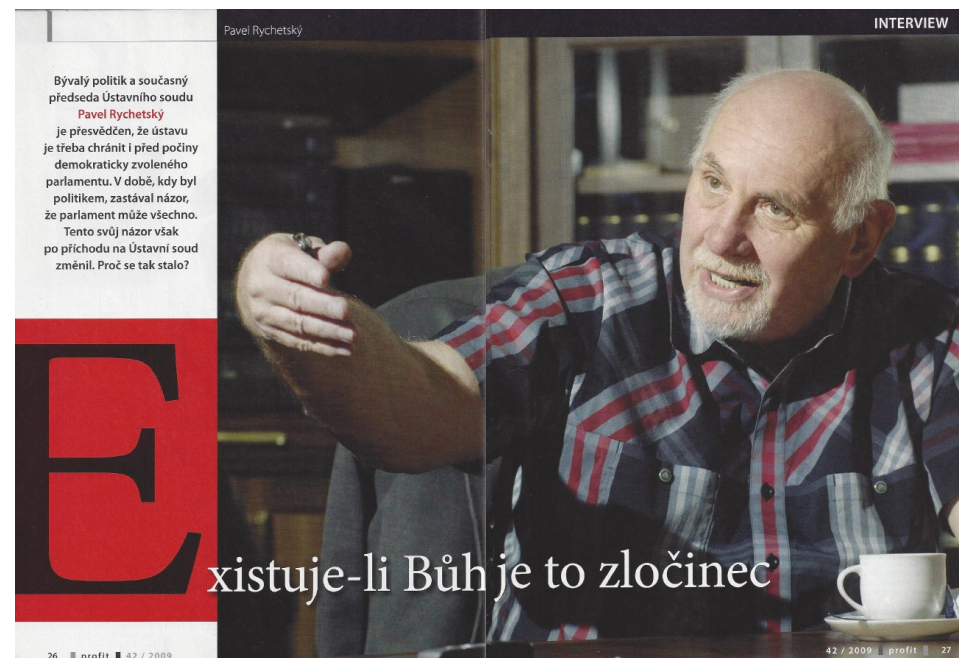 Pavel Rychetský
INTERVIEW
Bývalý politik a současný
předseda Ústavního soudu
Pavel Rychetský
je přesvědčen, že ústavu
je třeba chránit i před počiny
demokraticky zvoleného
parlamentu. V době, kdy byl
politikem, zastával názor,
že parlament může všechno.
Tento svůj názor však
po příchodu na Ústavní soud
změnil. Proč se tak stalo?
Existuje-li Bůh je to zločinec
26 profit 42 / 2009
42 / 2009 profit 27